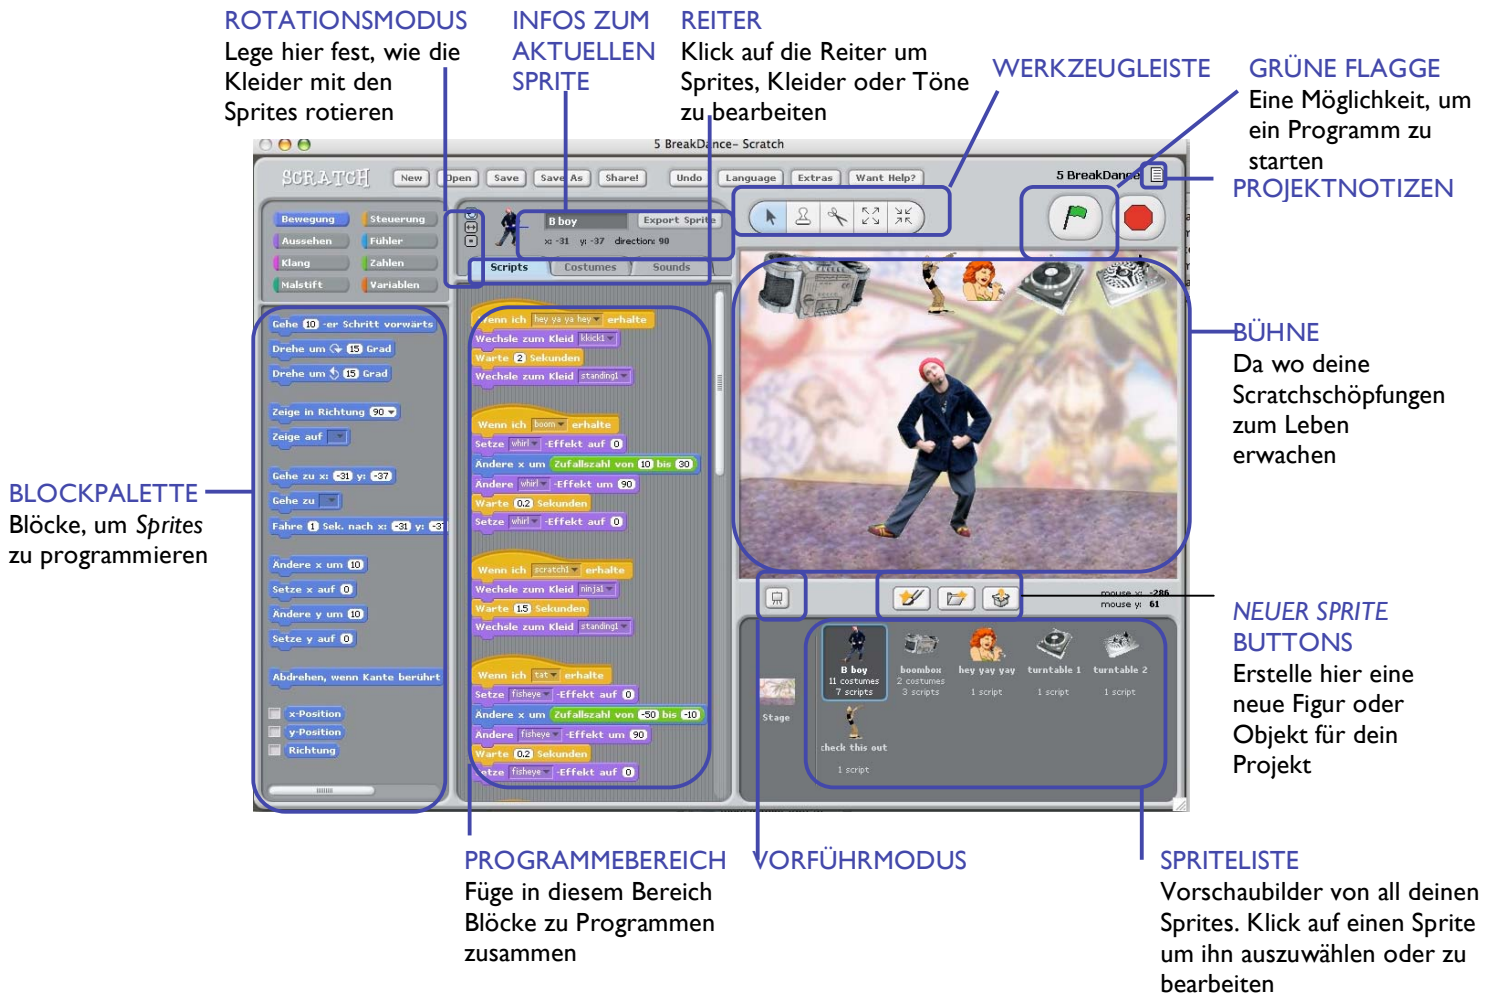 ROTATIONSMODUS
Lege hier fest, wie die
Kleider mit den
Sprites rotieren
INFOS ZUM
AKTUELLEN
SPRITE
REITER
Klick auf die Reiter um
Sprites, Kleider oder Töne
zu bearbeiten
WERKZEUGLEISTE
GRÜNE FLAGGE
Eine Möglichkeit, um
ein Programm zu
starten
PROJEKTNOTIZEN
5 BreakDance- Scratch
SCRATCH
New
Open
Save
Save As
Share!
Undo
Language
Extras
Want Help?
5 BreakDance
Bewegung
Steuerung
Aussehen
Fühler
Klang
Zahlen
Malstift
Variablen
B boy
Export Sprite
x: -31 y: -37 direction: 90
Scripts
Costumes
Sounds
Gehe 10 -er Schritt vorwärts
Drehe um 15 Grad
Drehe um 15 Grad
Zeige in Richtung 90
Zeige auf
Gehe zu x: -31 y: -37
Gehe zu
Fahre 1 Sek. nach x: -31 y: -37
Ändere x um 10
Setze x auf 0
Ändere y um 10
Setze y auf 0
Abdrehen, wenn Kante berührt
x-Position
y-Position
Richtung
Wenn ich hey ya ya hey erhalte
Wechsle zum Kleid kkick1
Warte 2 Sekunden
Wechsle zum Kleid standing1
Wenn ich boom erhalte
Setze whirl -Effekt auf 0
Ändere x um Zufallszahl von 10 bis 30
Ändere whirl -Effekt um 90
Warte 0.2 Sekunden
Setze whirl -Effekt auf 0
Wenn ich scratch1 erhalte
Wechsle zum Kleid ninja1
Warte 1.5 Sekunden
Wechsle zum Kleid standing1
Wenn ich tat erhalte
Setze fisheye -Effekt auf 0
Ändere x um Zufallszahl von -50 bis -10
Ändere fisheye -Effekt um 90
Warte 0.2 Sekunden
Setze fisheye -Effekt auf 0
mouse x: -286
mouse y: 61
B boy
11 costumes
7 scripts
boombox
2 costumes
3 scripts
hey yay yay
1 script
turntable 1
1 script
turntable 2
1 script
Stage
check this out
1 script
BÜHNE
Da wo deine
Scratchschöpfungen
zum Leben
erwachen
BLOCKPALETTE
Blöcke, um Sprites
zu programmieren
NEUER SPRITE
BUTTONS
Erstelle hier eine
neue Figur oder
Objekt für dein
Projekt
PROGRAMMEBEREICH
Füge in diesem Bereich
Blöcke zu Programmen
zusammen
VORFÜHRMODUS
SPRITELISTE
Vorschaubilder von all deinen
Sprites. Klick auf einen Sprite
um ihn auszuwählen oder zu
bearbeiten